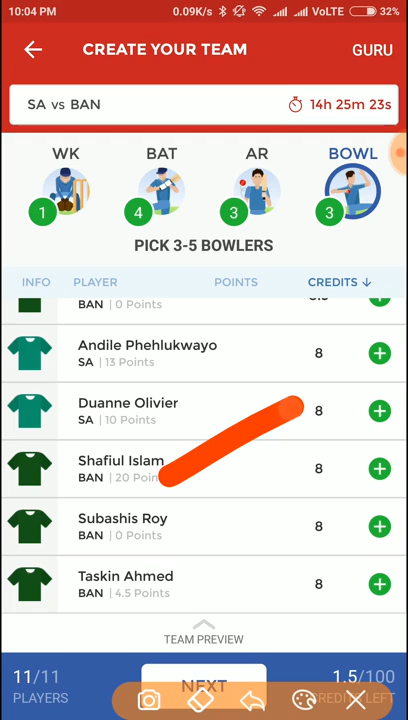 10:04 PM 0.09K/s VoLTE 32%
CREATE YOUR TEAM GURU
SA vs BAN 14h 25m 23s
WK BAT AR BOWL
1 4 3 3
PICK 3-5 BOWLERS
INFO PLAYER POINTS CREDITS
BAN | 0 Points
Andile Phehlukwayo
SA | 13 Points 8
Duanne Olivier
SA | 10 Points 8
Shafiul Islam
BAN | 20 Poin 8
Subashis Roy
BAN | 0 Points 8
Taskin Ahmed
BAN | 4.5 Points 8
TEAM PREVIEW
11/11 NEXT 1.5/100
PLAYERS CREDITS LEFT